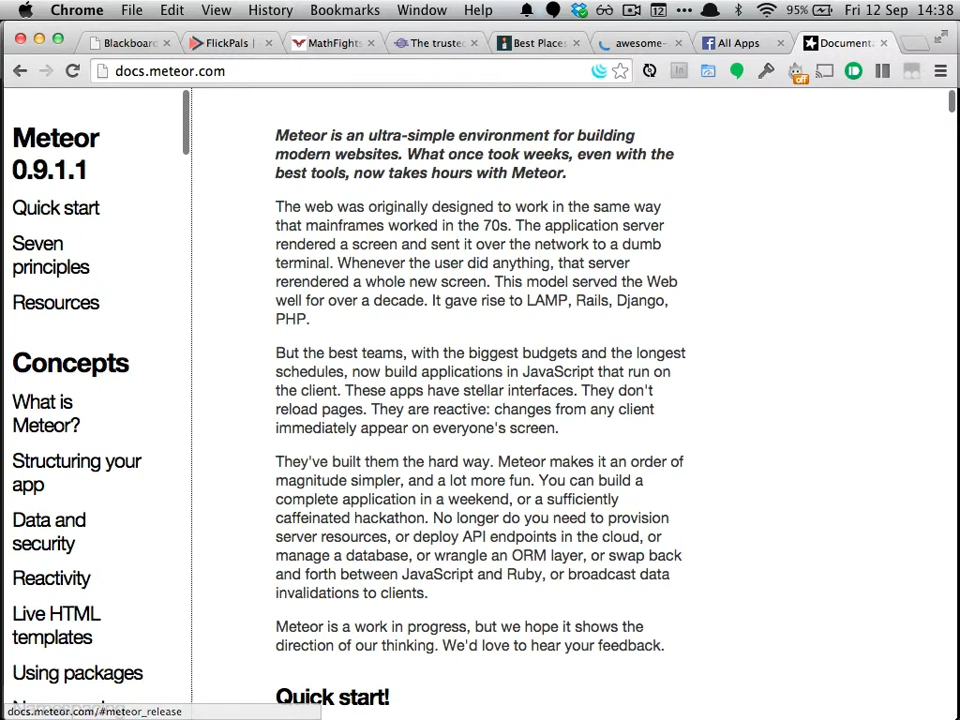 Chrome File Edit View History Bookmarks Window Help 12 95% Fri 12 Sep 14:38
Blackboard FlickPals | MathFights The trusted Best Places awesome- All Apps Documenta
docs.meteor.com
Meteor
0.9.1.1
Quick start
Seven
principles
Resources
Concepts
What is
Meteor?
Structuring your
app
Data and
security
Reactivity
Live HTML
templates
Using packages
docs.meteor.com/#meteor_release
Meteor is an ultra-simple environment for building
modern websites. What once took weeks, even with the
best tools, now takes hours with Meteor.
The web was originally designed to work in the same way
that mainframes worked in the 70s. The application server
rendered a screen and sent it over the network to a dumb
terminal. Whenever the user did anything, that server
rerendered a whole new screen. This model served the Web
well for over a decade. It gave rise to LAMP, Rails, Django,
PHP.
But the best teams, with the biggest budgets and the longest
schedules, now build applications in JavaScript that run on
the client. These apps have stellar interfaces. They don't
reload pages. They are reactive: changes from any client
immediately appear on everyone's screen.
They've built them the hard way. Meteor makes it an order of
magnitude simpler, and a lot more fun. You can build a
complete application in a weekend, or a sufficiently
caffeinated hackathon. No longer do you need to provision
server resources, or deploy API endpoints in the cloud, or
manage a database, or wrangle an ORM layer, or swap back
and forth between JavaScript and Ruby, or broadcast data
invalidations to clients.
Meteor is a work in progress, but we hope it shows the
direction of our thinking. We'd love to hear your feedback.
Quick start!